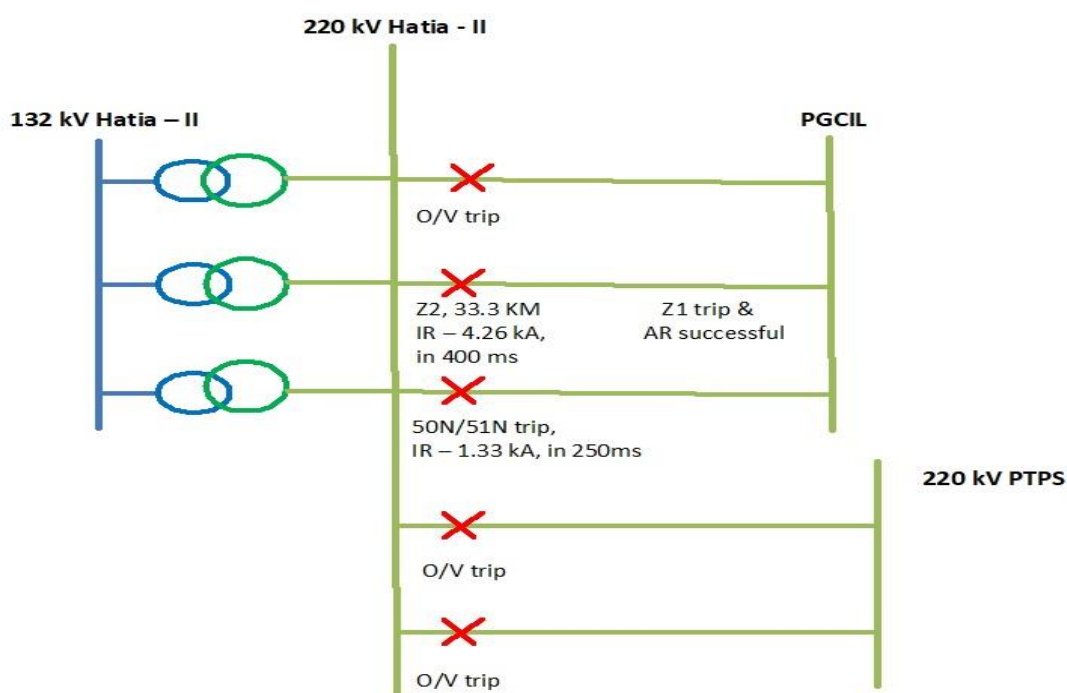 220 kV Hatia - II
132 kV Hatia – II
PGCIL
O/V trip
Z2, 33.3 KM
IR – 4.26 kA,
in 400 ms
Z1 trip &
AR successful
50N/51N trip,
IR – 1.33 kA, in 250ms
220 kV PTPS
O/V trip
O/V trip